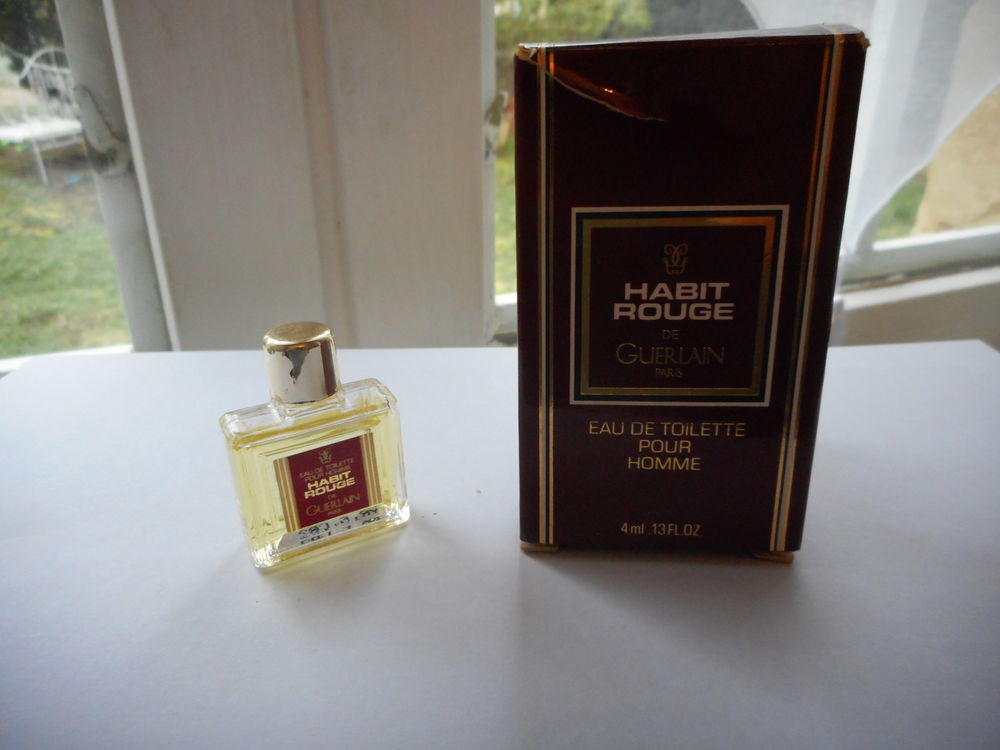 EAU DE TOILETTE
POUR HOMME
HABIT
ROUGE
DE
GUERLAIN
PARIS
HABIT
ROUGE
DE
GUERLAIN
PARIS
EAU DE TOILETTE
POUR
HOMME
4 ml .13 FL.OZ.